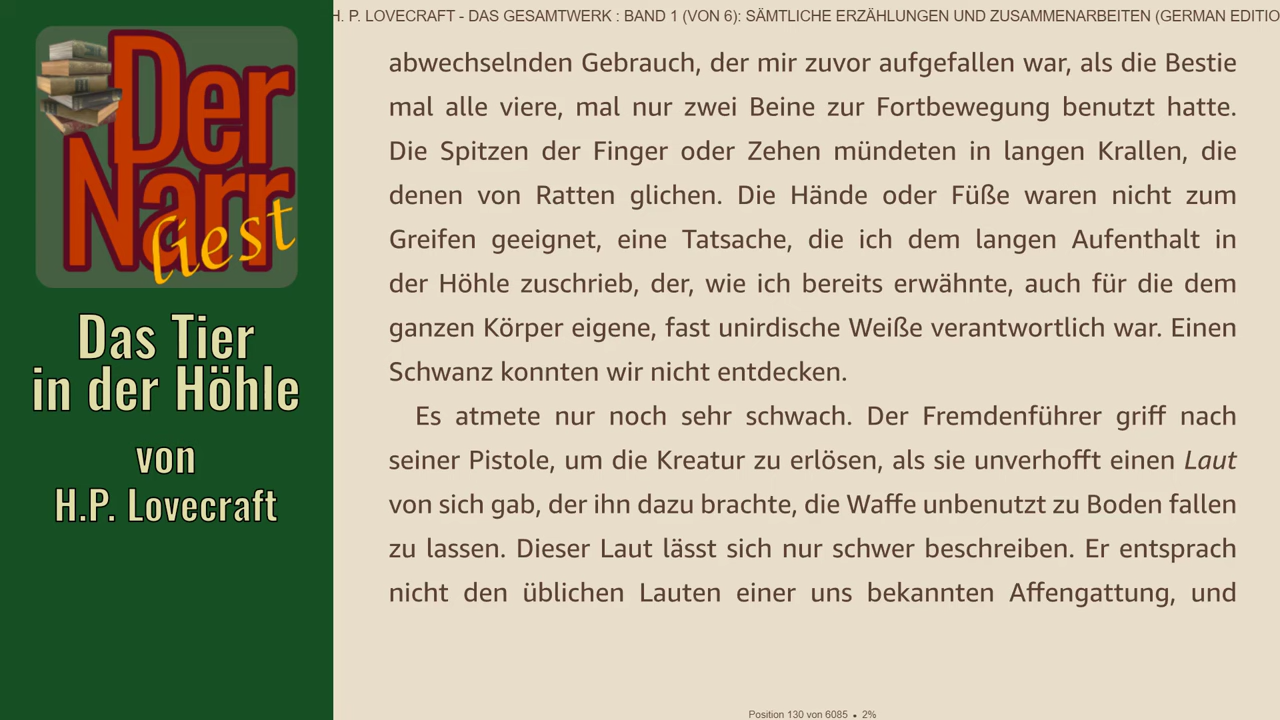 Der
Narr
liest
Das Tier
in der Höhle
von
H.P. Lovecraft
H. P. LOVECRAFT - DAS GESAMTWERK : BAND 1 (VON 6): SÄMTLICHE ERZÄHLUNGEN UND ZUSAMMENARBEITEN (GERMAN EDITIO
abwechselnden Gebrauch, der mir zuvor aufgefallen war, als die Bestie
mal alle viere, mal nur zwei Beine zur Fortbewegung benutzt hatte.
Die Spitzen der Finger oder Zehen mündeten in langen Krallen, die
denen von Ratten glichen. Die Hände oder Füße waren nicht zum
Greifen geeignet, eine Tatsache, die ich dem langen Aufenthalt in
der Höhle zuschrieb, der, wie ich bereits erwähnte, auch für die dem
ganzen Körper eigene, fast unirdische Weiße verantwortlich war. Einen
Schwanz konnten wir nicht entdecken.
Es atmete nur noch sehr schwach. Der Fremdenführer griff nach
seiner Pistole, um die Kreatur zu erlösen, als sie unverhofft einen Laut
von sich gab, der ihn dazu brachte, die Waffe unbenutzt zu Boden fallen
zu lassen. Dieser Laut lässt sich nur schwer beschreiben. Er entsprach
nicht den üblichen Lauten einer uns bekannten Affengattung, und
Position 130 von 6085 • 2%